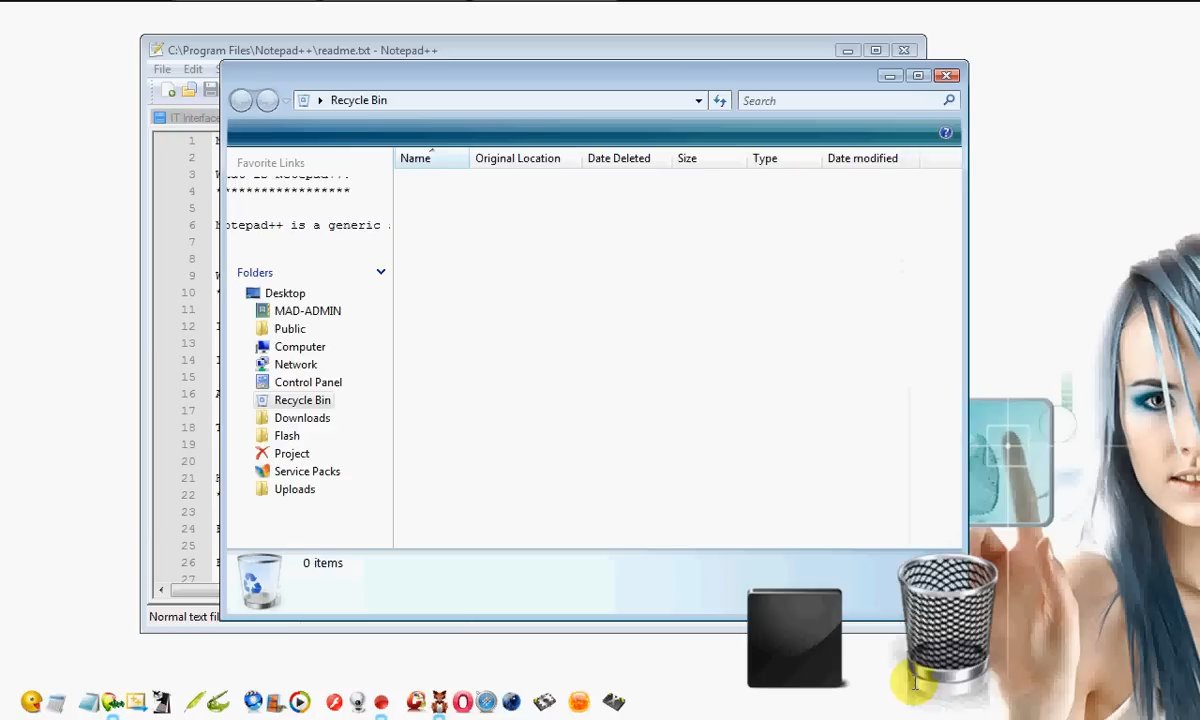 C:\Program Files\Notepad++\readme.txt - Notepad++
File Edit
Recycle Bin
Search
IT Interface
Name Original Location Date Deleted Size Type Date modified
Favorite Links
1
2
3
4 *****************
5
6 Notepad++ is a generic
7
8
9
10
11
12
13
14
15
16
17
18
19
20
21
22
23
24
25
26
27
Folders
Desktop
MAD-ADMIN
Public
Computer
Network
Control Panel
Recycle Bin
Downloads
Flash
Project
Service Packs
Uploads
0 items
Normal text fil